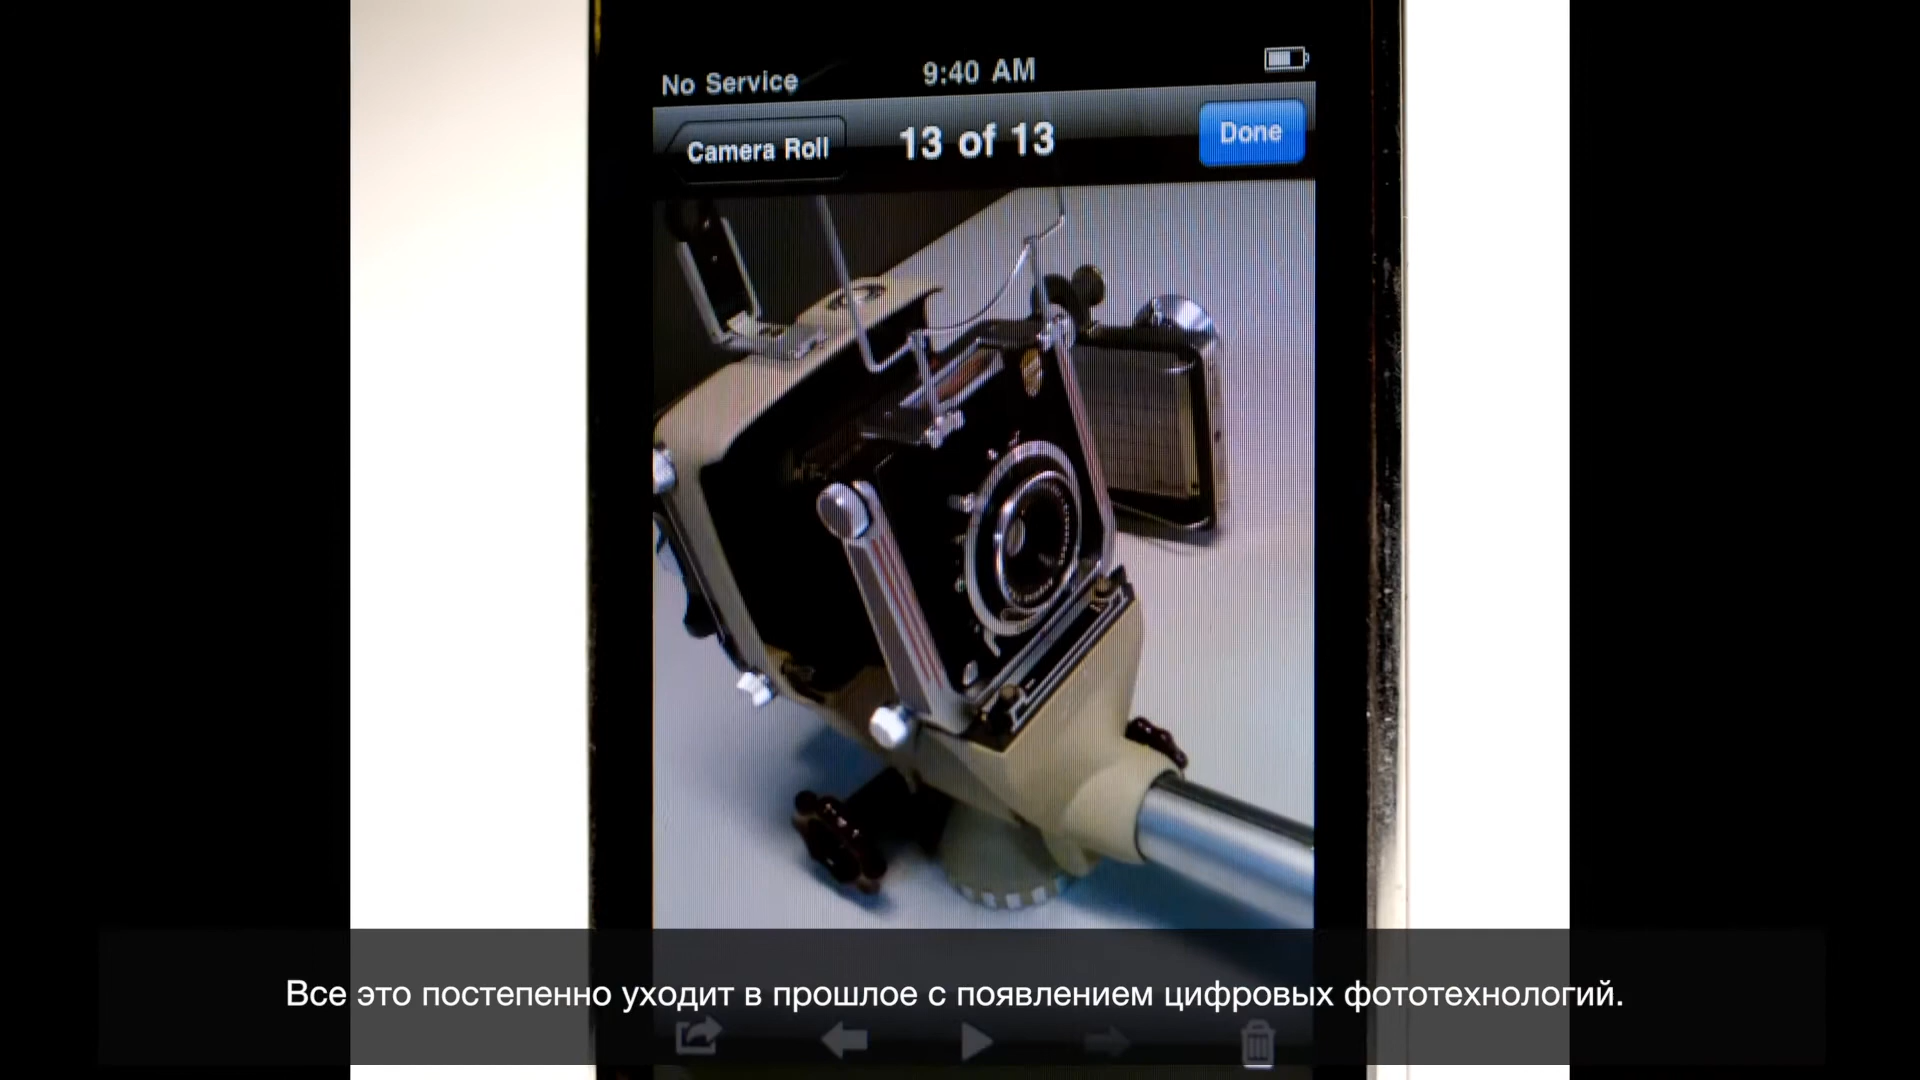 No Service 9:40 AM
Camera Roll 13 of 13 Done
Все это постепенно уходит в прошлое с появлением цифровых фототехнологий.